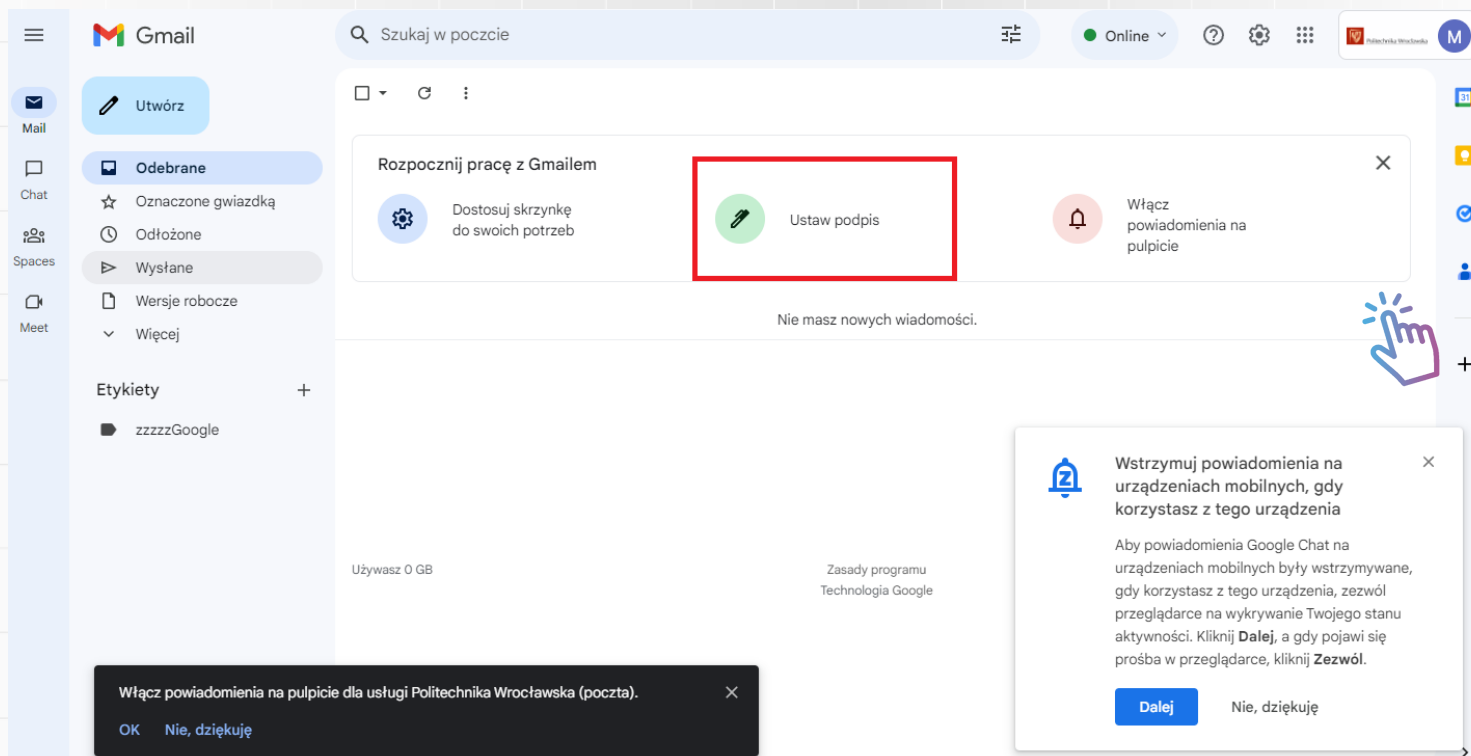 Gmail
Szukaj w poczcie
Online
Politechnika Wrocławska
M
Mail
Chat
Spaces
Meet
Utwórz
Odebrane
Oznaczone gwiazdką
Odłożone
Wysłane
Wersje robocze
Więcej
Etykiety
zzzzzGoogle
Rozpocznij pracę z Gmailem
Dostosuj skrzynkę
do swoich potrzeb
Ustaw podpis
Włącz
powiadomienia na
pulpicie
Nie masz nowych wiadomości.
31
Używasz 0 GB
Zasady programu
Technologia Google
Z
Wstrzymuj powiadomienia na
urządzeniach mobilnych, gdy
korzystasz z tego urządzenia
Aby powiadomienia Google Chat na
urządzeniach mobilnych były wstrzymywane,
gdy korzystasz z tego urządzenia, zezwól
przeglądarce na wykrywanie Twojego stanu
aktywności. Kliknij Dalej, a gdy pojawi się
prośba w przeglądarce, kliknij Zezwól.
Dalej Nie, dziękuję
Włącz powiadomienia na pulpicie dla usługi Politechnika Wrocławska (poczta).
OK Nie, dziękuję